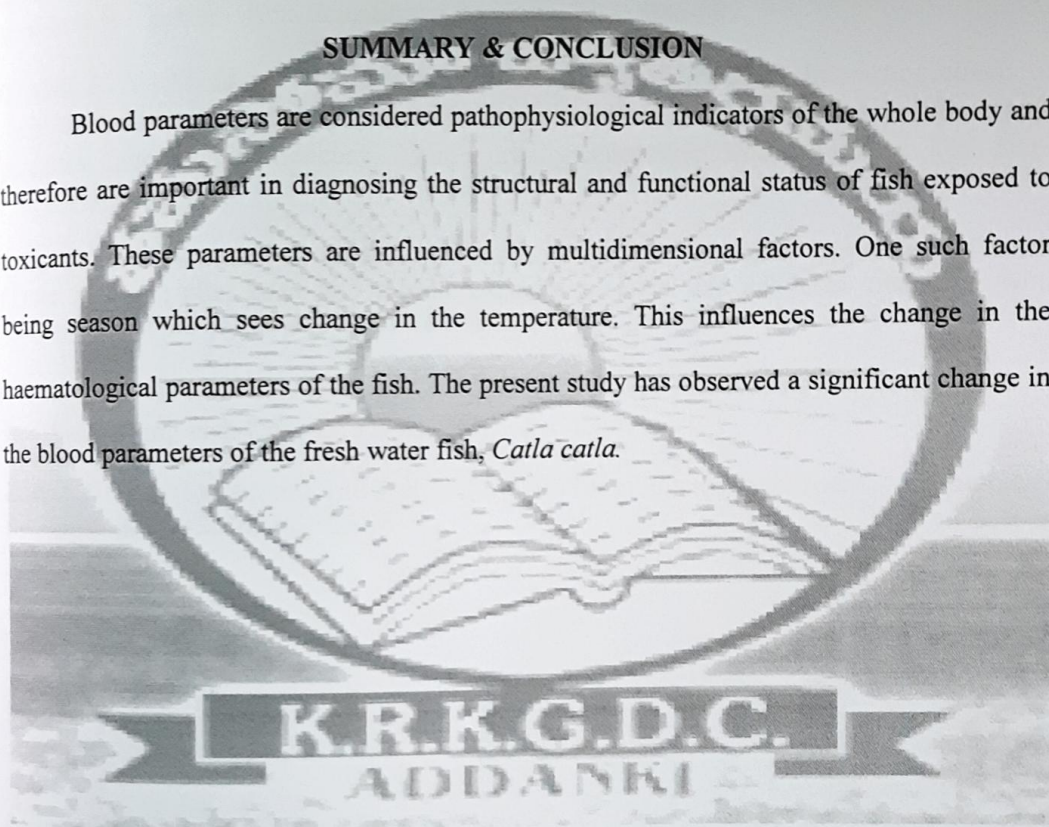 SUMMARY & CONCLUSION
Blood parameters are considered pathophysiological indicators of the whole body and
therefore are important in diagnosing the structural and functional status of fish exposed to
toxicants. These parameters are influenced by multidimensional factors. One such factor
being season which sees change in the temperature. This influences the change in the
haematological parameters of the fish. The present study has observed a significant change in
the blood parameters of the fresh water fish, Catla catla.
K.R.K.G.D.C.
ADDANKI